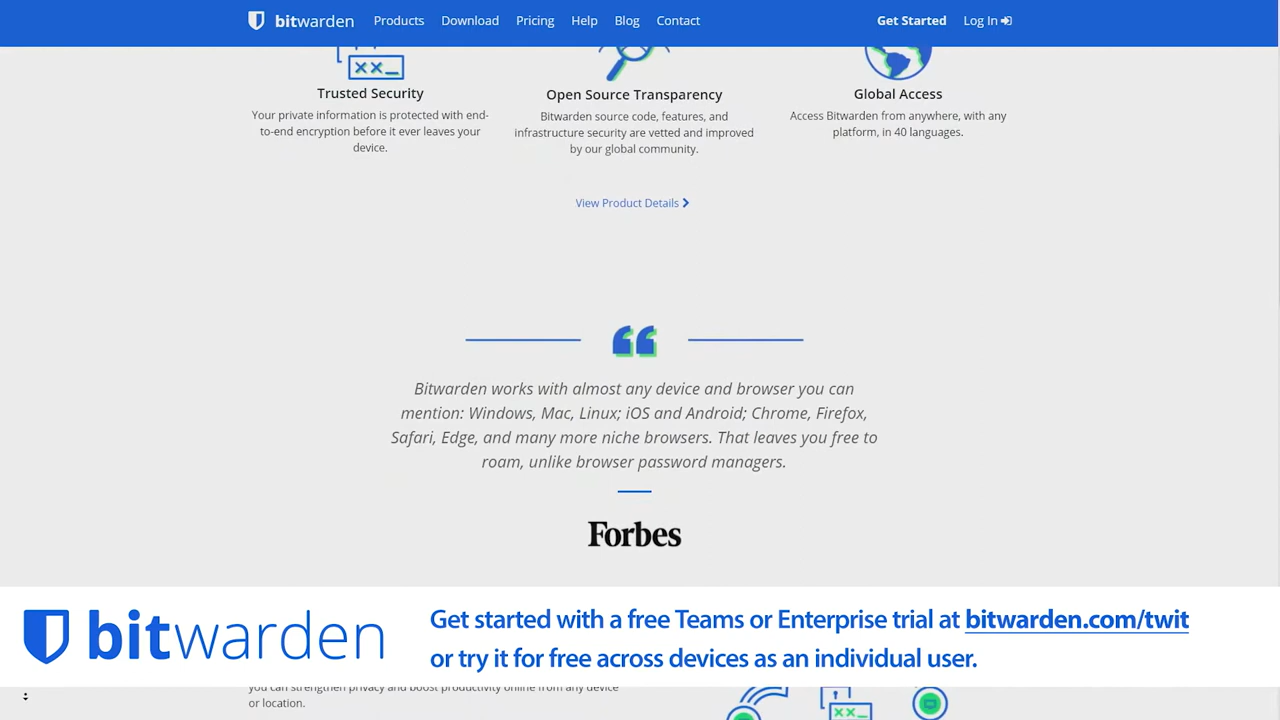 bitwarden Products Download Pricing Help Blog Contact Get Started Log In
Trusted Security
Your private information is protected with end-
to-end encryption before it ever leaves your
device.
Open Source Transparency
Bitwarden source code, features, and
infrastructure security are vetted and improved
by our global community.
Global Access
Access Bitwarden from anywhere, with any
platform, in 40 languages.
View Product Details
Bitwarden works with almost any device and browser you can
mention: Windows, Mac, Linux; iOS and Android; Chrome, Firefox,
Safari, Edge, and many more niche browsers. That leaves you free to
roam, unlike browser password managers.
Forbes
bitwarden
Get started with a free Teams or Enterprise trial at bitwarden.com/twit
or try it for free across devices as an individual user.
you can strengthen privacy and boost productivity online from any device
or location.